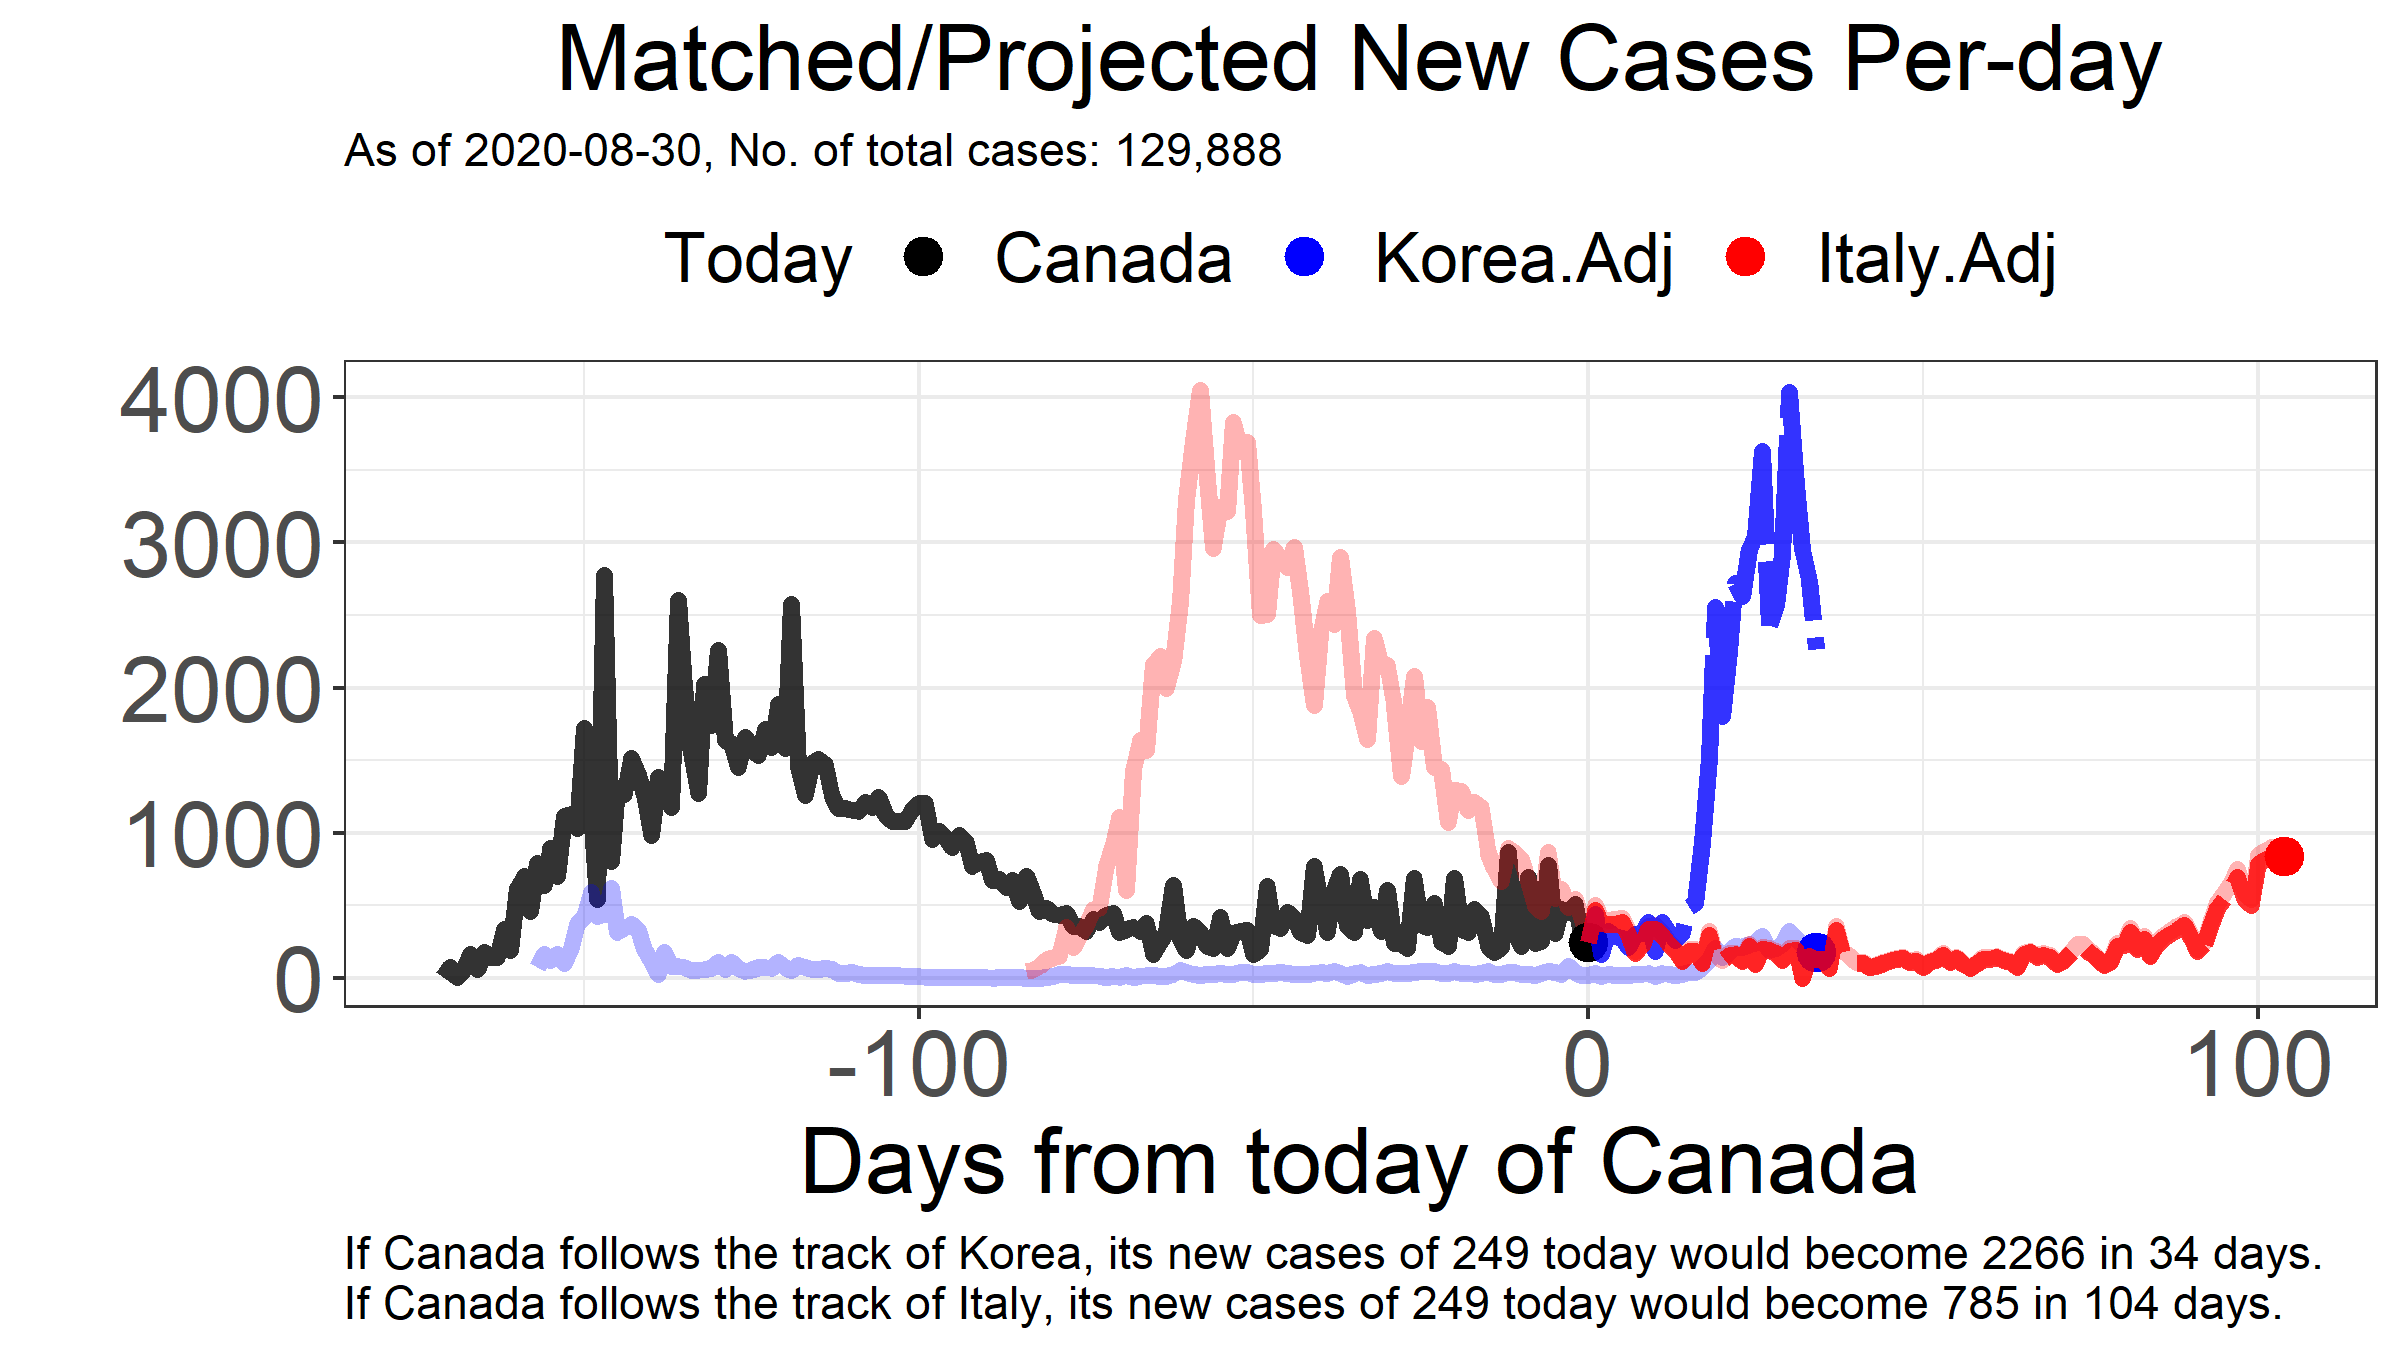 Matched/Projected New Cases Per-day
As of 2020-08-30, No. of total cases: 129,888
Today Canada Korea.Adj Italy.Adj
4000
3000
2000
1000
0
-100 0 100
Days from today of Canada
If Canada follows the track of Korea, its new cases of 249 today would become 2266 in 34 days.
If Canada follows the track of Italy, its new cases of 249 today would become 785 in 104 days.